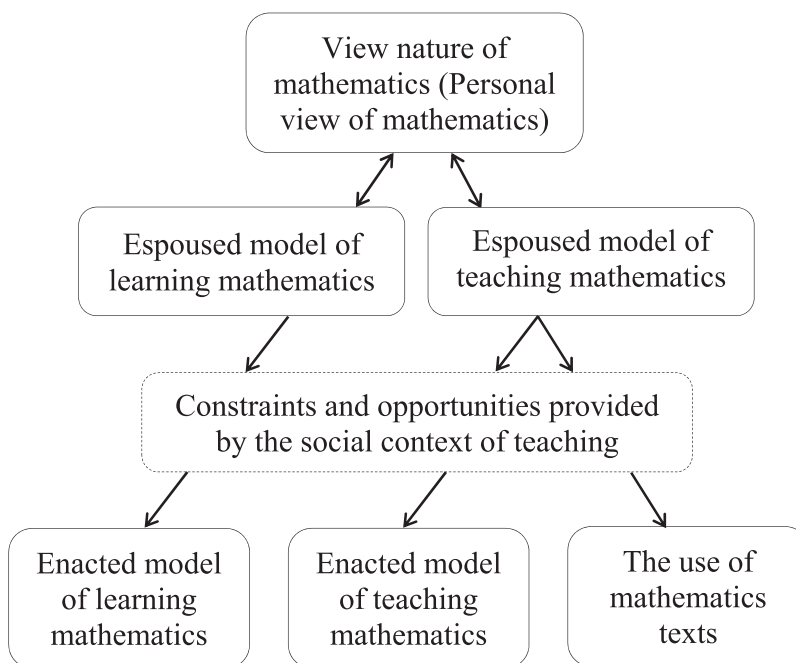 View nature of
mathematics (Personal
view of mathematics)
Espoused model of
learning mathematics
Espoused model of
teaching mathematics
Constraints and opportunities provided
by the social context of teaching
Enacted model
of learning
mathematics
Enacted model
of teaching
mathematics
The use of
mathematics
texts